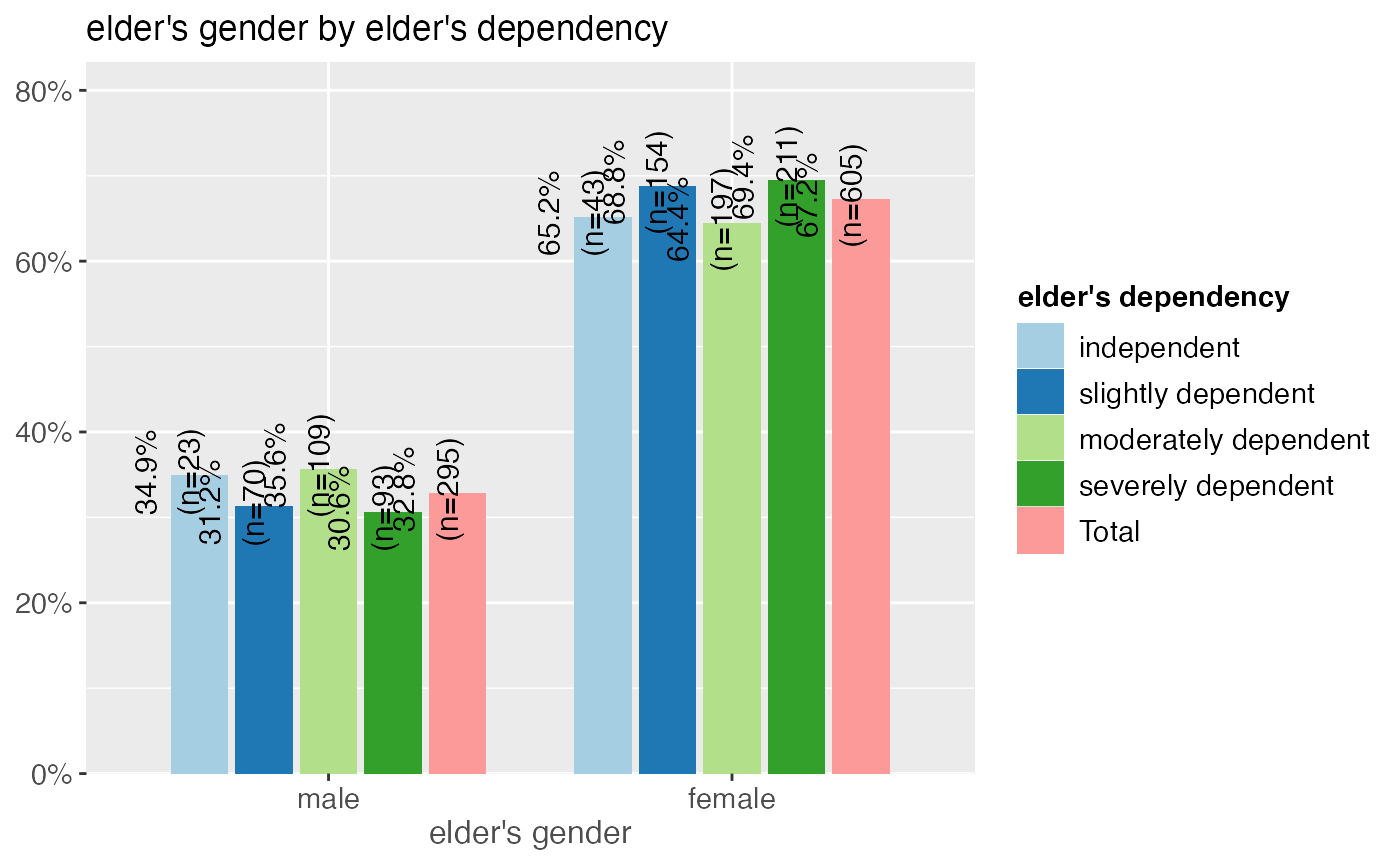 elder's gender by elder's dependency
80%
60%
40%
20%
0%
34.9%
(n=23)
31.2%
(n=70)
35.6%
(n=109)
30.6%
(n=93)
32.8%
(n=295)
65.2%
(n=43)
68.8%
(n=154)
64.4%
(n=197)
69.4%
(n=211)
67.2%
(n=605)
male
female
elder's gender
elder's dependency
independent
slightly dependent
moderately dependent
severely dependent
Total